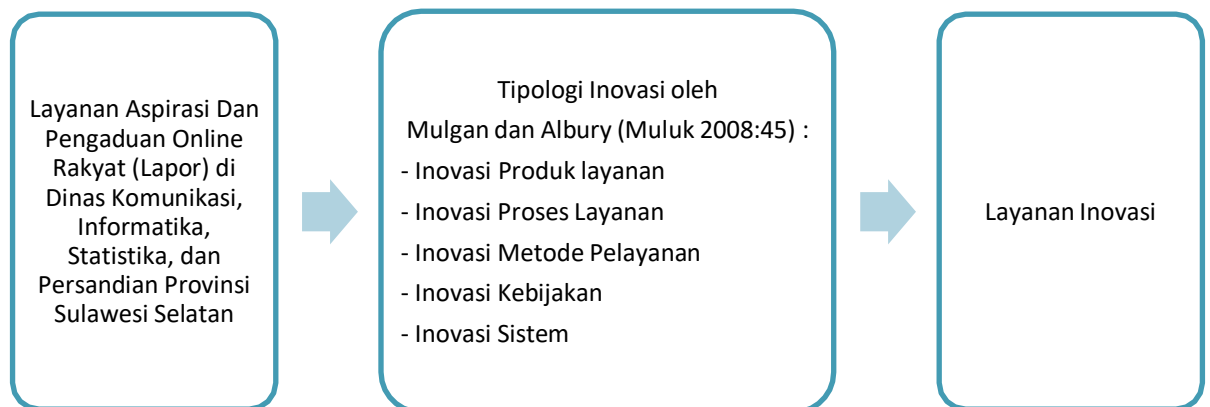 Layanan Aspirasi Dan
Pengaduan Online
Rakyat (Lapor) di
Dinas Komunikasi,
Informatika,
Statistika, dan
Persandian Provinsi
Sulawesi Selatan
Tipologi Inovasi oleh
Mulgan dan Albury (Muluk 2008:45) :
- Inovasi Produk layanan
- Inovasi Proses Layanan
- Inovasi Metode Pelayanan
- Inovasi Kebijakan
- Inovasi Sistem
Layanan Inovasi